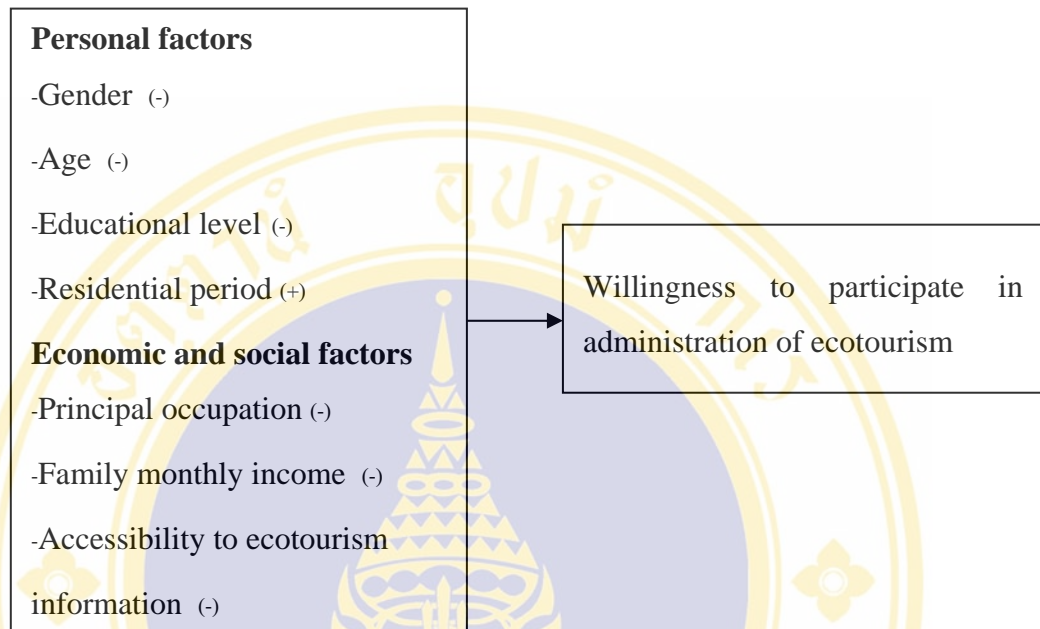 Personal factors
-Gender (-)
-Age (-)
-Educational level (-)
-Residential period (+)
Economic and social factors
-Principal occupation (-)
-Family monthly income (-)
-Accessibility to ecotourism
information (-)
Willingness to participate in
administration of ecotourism